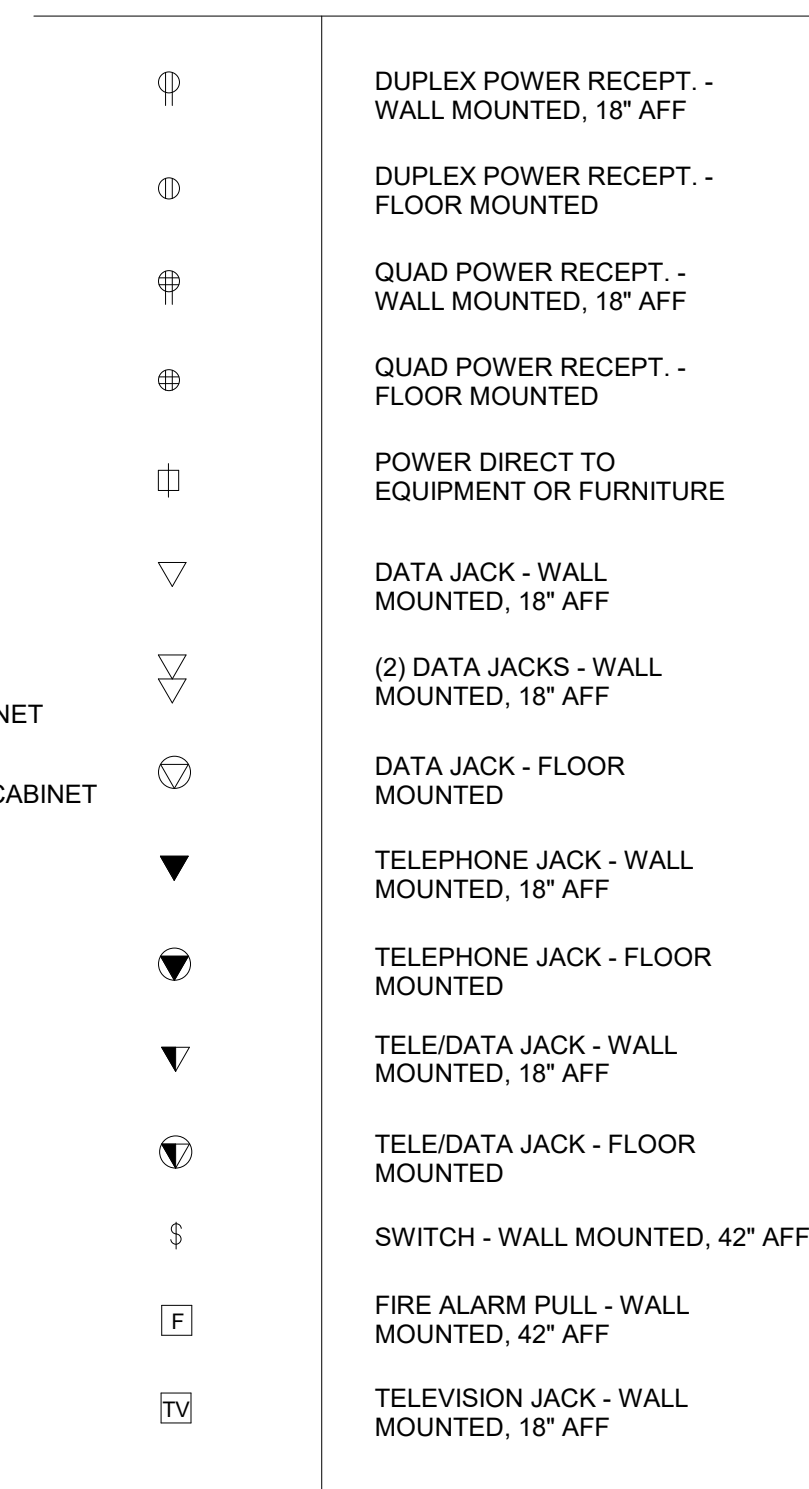 DUPLEX POWER RECEPT. -
WALL MOUNTED, 18" AFF
DUPLEX POWER RECEPT. -
FLOOR MOUNTED
QUAD POWER RECEPT. -
WALL MOUNTED, 18" AFF
QUAD POWER RECEPT. -
FLOOR MOUNTED
POWER DIRECT TO
EQUIPMENT OR FURNITURE
DATA JACK - WALL
MOUNTED, 18" AFF
(2) DATA JACKS - WALL
MOUNTED, 18" AFF
NET
CABINET
DATA JACK - FLOOR
MOUNTED
TELEPHONE JACK - WALL
MOUNTED, 18" AFF
TELEPHONE JACK - FLOOR
MOUNTED
TELE/DATA JACK - WALL
MOUNTED, 18" AFF
TELE/DATA JACK - FLOOR
MOUNTED
$ SWITCH - WALL MOUNTED, 42" AFF
F FIRE ALARM PULL - WALL
MOUNTED, 42" AFF
TV TELEVISION JACK - WALL
MOUNTED, 18" AFF